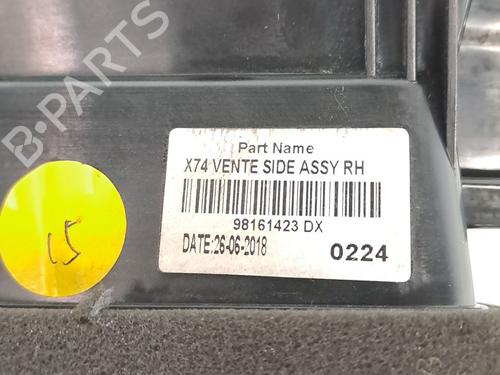 B-PARTS
Part Name
X74 VENTE SIDE ASSY RH
98161423 DX
DATE:26-06-2018
0224
15